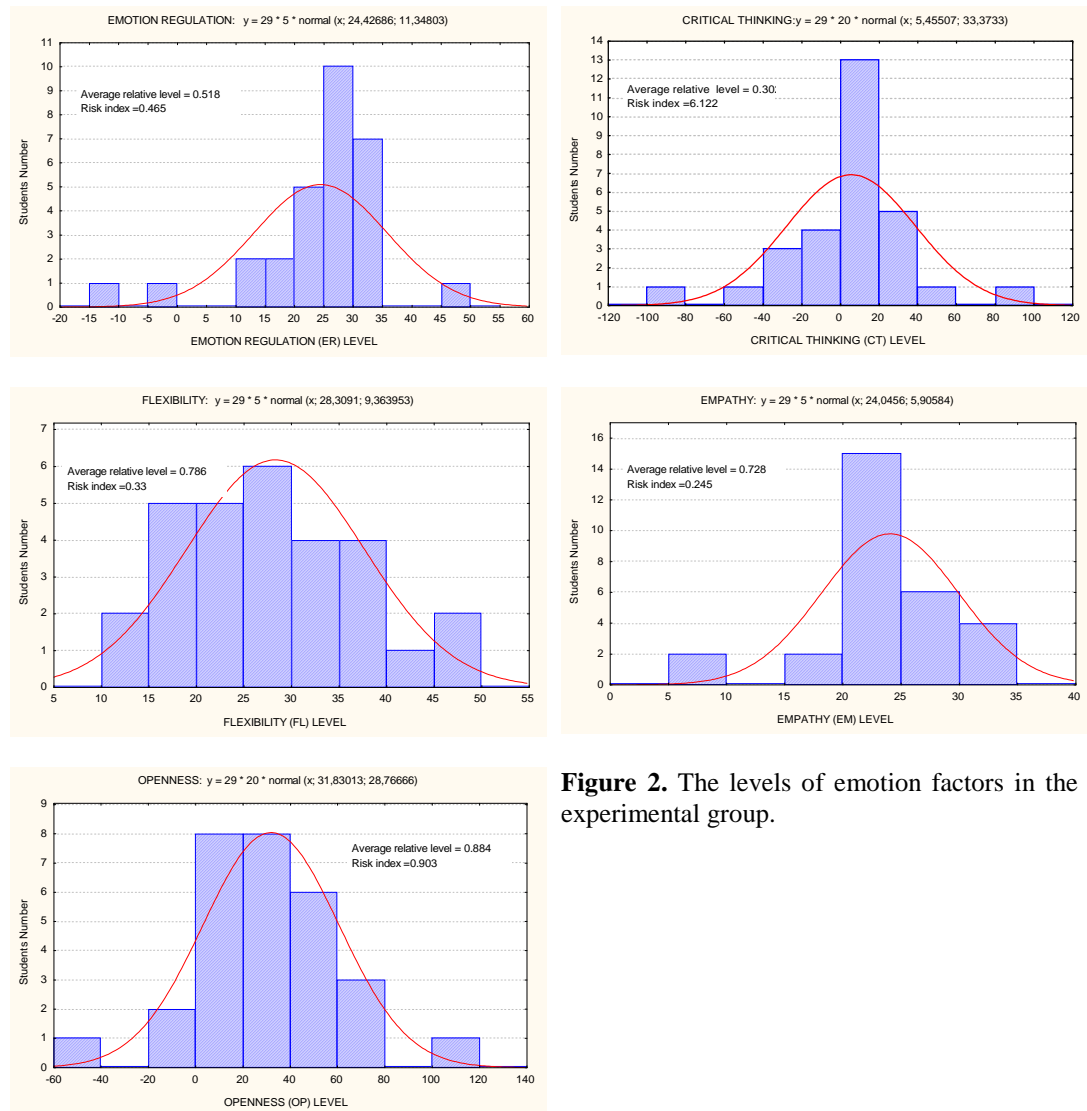 EMOTION REGULATION: y = 29 * 5 * normal (x; 24,42686; 11,34803)
Average relative level = 0.518
Risk index =0.465
Students Number
11
10
9
8
7
6
5
4
3
2
1
0
-20 -15 -10 -5 0 5 10 15 20 25 30 35 40 45 50 55 60
EMOTION REGULATION (ER) LEVEL
CRITICAL THINKING:y = 29 * 20 * normal (x; 5,45507; 33,3733)
Average relative level = 0.30
Risk index =6.122
Students Number
14
13
12
11
10
9
8
7
6
5
4
3
2
1
0
-120 -100 -80 -60 -40 -20 0 20 40 60 80 100 120
CRITICAL THINKING (CT) LEVEL
FLEXIBILITY: y = 29 * 5 * normal (x; 28,3091; 9,363953)
Average relative level = 0.786
Risk index =0.33
Students Number
7
6
5
4
3
2
1
0
5 10 15 20 25 30 35 40 45 50 55
FLEXIBILITY (FL) LEVEL
EMPATHY: y = 29 * 5 * normal (x; 24,0456; 5,90584)
Average relative level = 0.728
Risk index =0.245
Students Number
16
14
12
10
8
6
4
2
0
0 5 10 15 20 25 30 35 40
EMPATHY (EM) LEVEL
OPENNESS: y = 29 * 20 * normal (x; 31,83013; 28,76666)
Average relative level = 0.884
Risk index =0.903
Students Number
9
8
7
6
5
4
3
2
1
0
-60 -40 -20 0 20 40 60 80 100 120 140
OPENNESS (OP) LEVEL
Figure 2. The levels of emotion factors in the
experimental group.